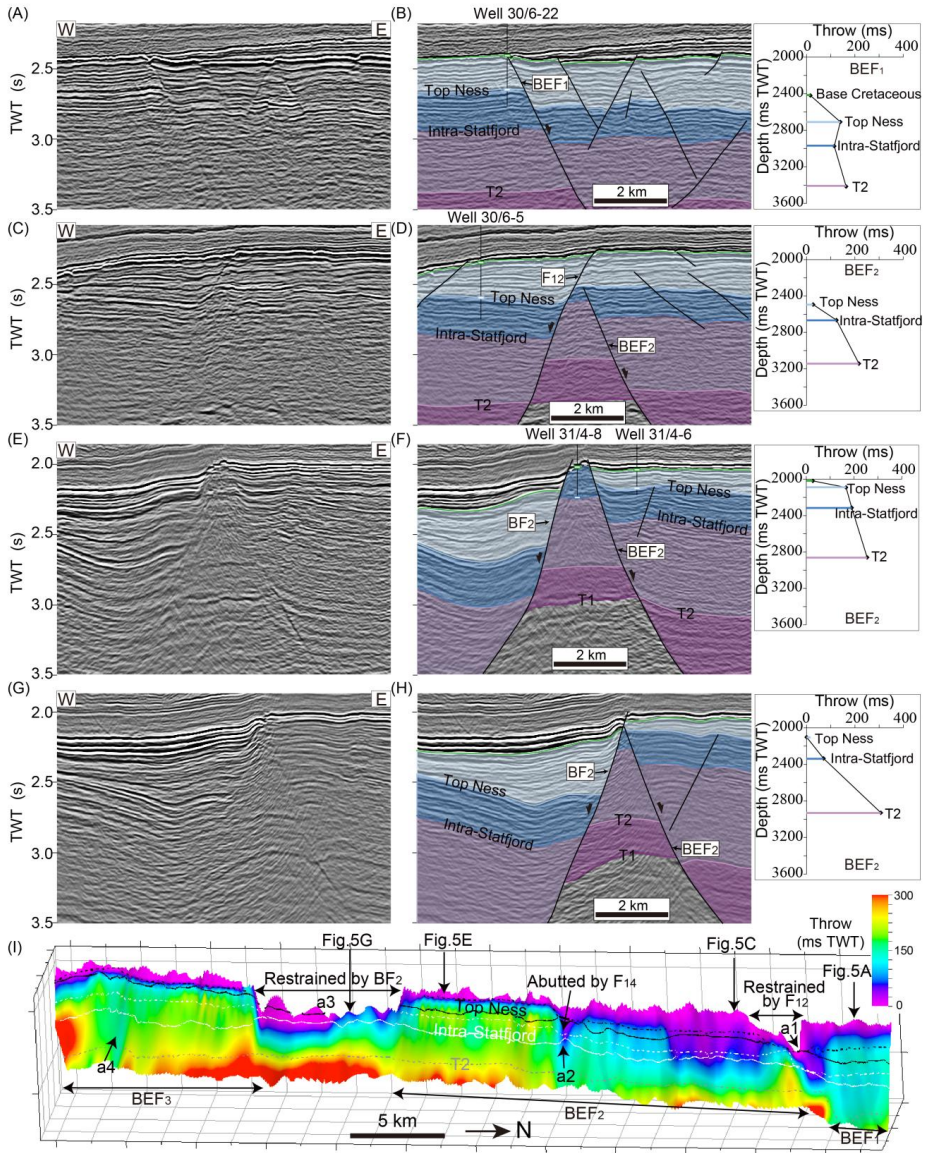 (A)
W
E
TWT (s)
2.5
3.0
3.5
(B)
Well 30/6-22
BEF1
Top Ness
Intra-Statfjord
T2
2 km
Throw (ms)
0 200 400
BEF1
Base Cretaceous
Top Ness
Intra-Statfjord
T2
Depth (ms TWT)
2000
2400
2800
3200
3600
(C)
W
E
TWT (s)
2.5
3.0
3.5
(D)
Well 30/6-5
F12
Top Ness
Intra-Statfjord
BEF2
T2
2 km
Throw (ms)
0 200 400
BEF2
Top Ness
Intra-Statfjord
T2
Depth (ms TWT)
2000
2400
2800
3200
3600
(E)
W
E
TWT (s)
2.0
2.5
3.0
3.5
(F)
Well 31/4-8 Well 31/4-6
Top Ness
BF2
Intra-Statfjord
BEF2
T1
T2
2 km
Throw (ms)
0 200 400
Top Ness
Intra-Statfjord
T2
BEF2
Depth (ms TWT)
2000
2400
2800
3200
3600
(G)
W
E
TWT (s)
2.0
2.5
3.0
3.5
(H)
Top Ness
BF2
Intra-Statfjord
T2
T1
BEF2
2 km
Throw (ms)
0 200 400
Top Ness
Intra-Statfjord
T2
BEF2
Depth (ms TWT)
2000
2400
2800
3200
3600
(I)
Throw
(ms TWT)
300
150
0
Fig.5G
Fig.5E
Fig.5C
Fig.5A
Restrained by BF2
Abutted by F14
Restrained
by F12
a3
a1
Top Ness
Intra-Statfjord
T2
a4
a2
BEF3
BEF2
BEF1
5 km
N